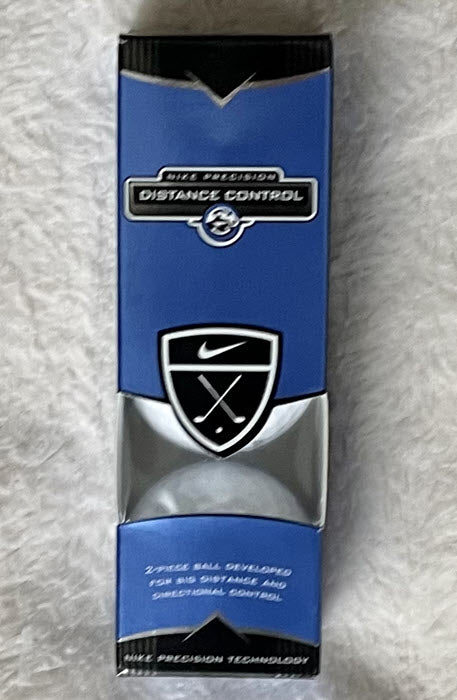 NIKE PRECISION
DISTANCE CONTROL
2-PIECE BALL DEVELOPED
FOR BIG DISTANCE AND
DIRECTIONAL CONTROL
NIKE PRECISION TECHNOLOGY